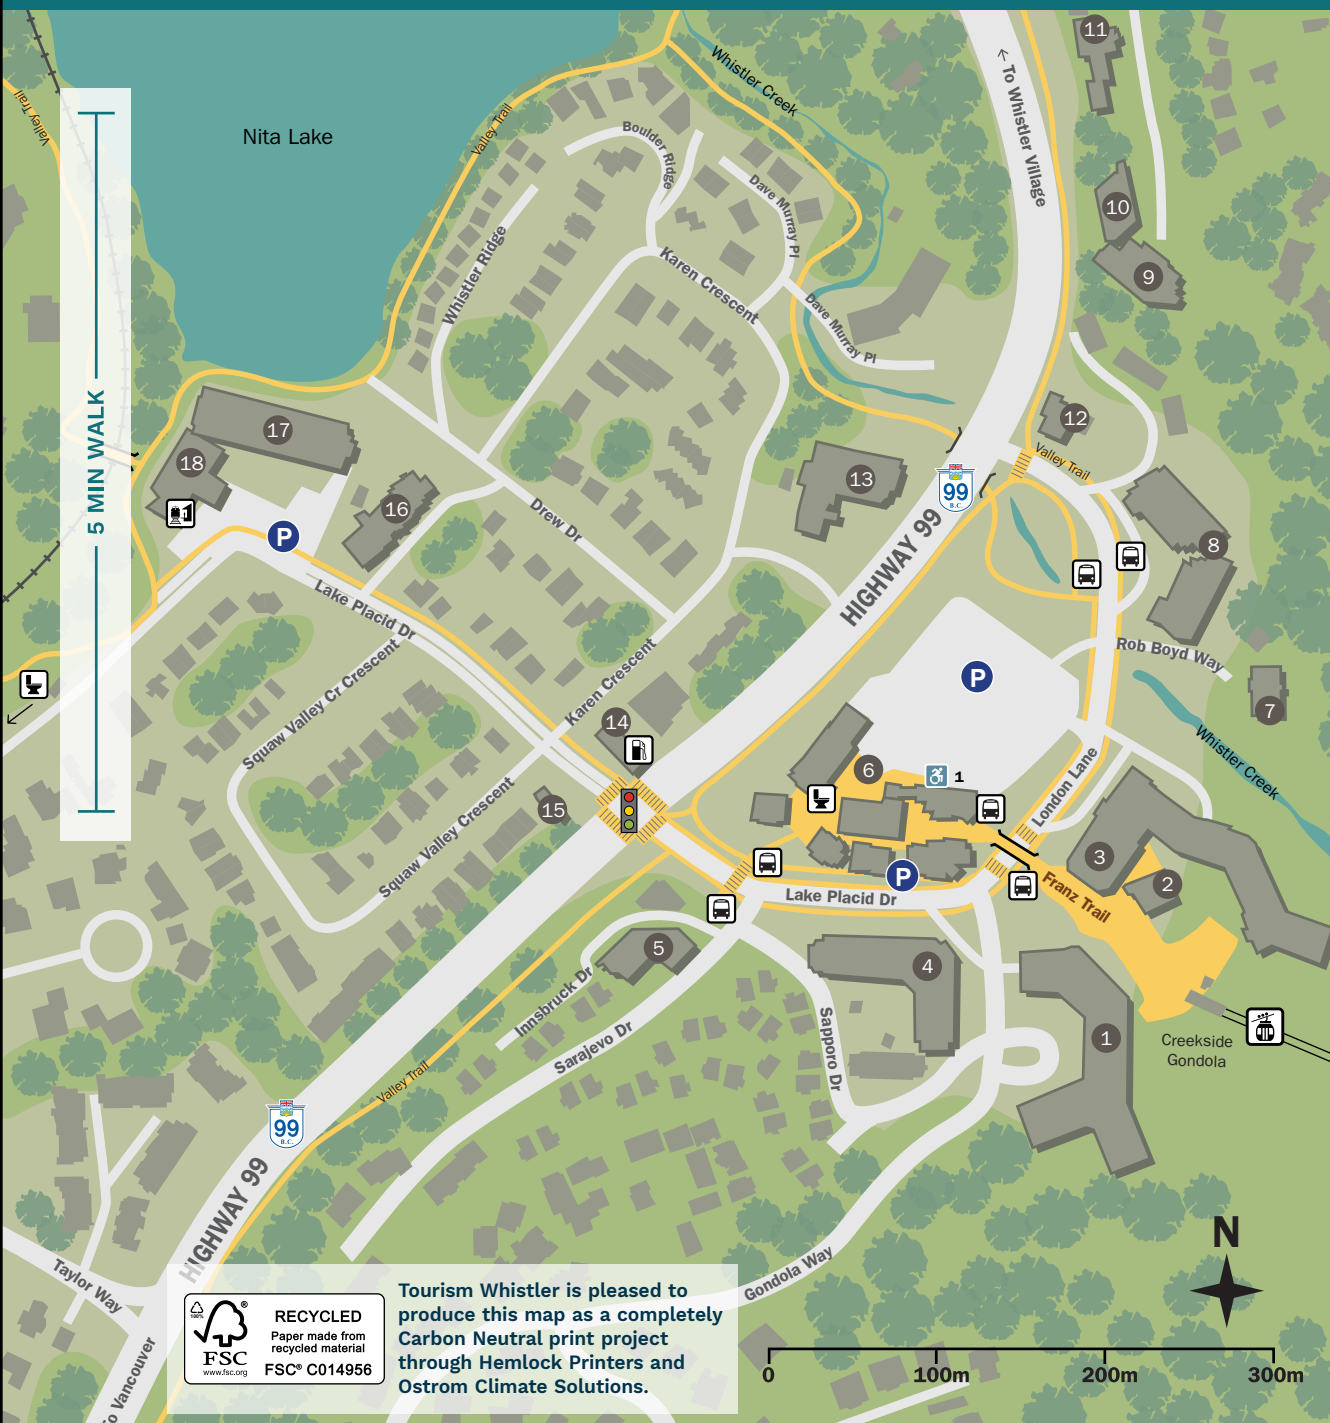 11
Whistler Creek
← To Whistler Village
Valley Trail
Valley Trail
Nita Lake
Boulder Ridge
Dave Murray Pl
10
Whistler Ridge
Karen Crescent
9
Dave Murray Pl
5 MIN WALK
12
17
18
Valley Trail
13
99
B.C.
16
Drew Dr
HIGHWAY 99
8
P
Lake Placid Dr
Rob Boyd Way
P
Squaw Valley Cr Crescent
Karen Crescent
7
14
Whistler Creek
6
1
London Lane
15
Squaw Valley Crescent
3
P
Franz Trail
2
Lake Placid Dr
5
4
Innsbruck Dr
Sarajevo Dr
Sapporo Dr
1
Creekside
Gondola
Valley Trail
99
B.C.
HIGHWAY 99
N
Taylor Way
Gondola Way
To Vancouver
100%
®
FSC
www.fsc.org
RECYCLED
Paper made from
recycled material
FSC® C014956
Tourism Whistler is pleased to
produce this map as a completely
Carbon Neutral print project
through Hemlock Printers and
Ostrom Climate Solutions.
0 100m 200m 300m